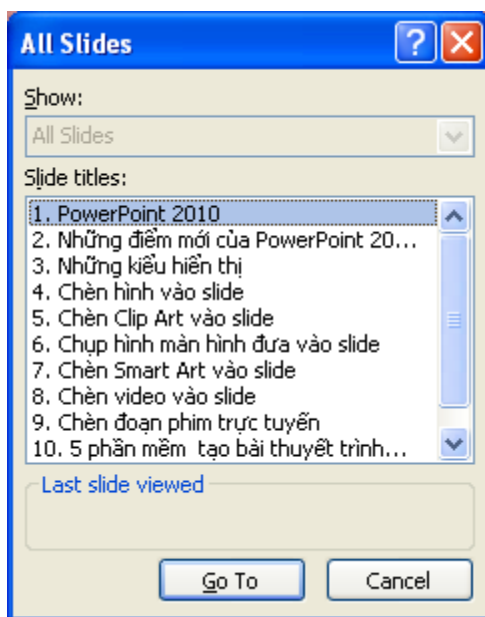 All Slides
Show:
All Slides
Slide titles:
1. PowerPoint 2010
2. Những điểm mới của PowerPoint 20...
3. Những kiểu hiển thị
4. Chèn hình vào slide
5. Chèn Clip Art vào slide
6. Chụp hình màn hình đưa vào slide
7. Chèn Smart Art vào slide
8. Chèn video vào slide
9. Chèn đoạn phim trực tuyến
10. 5 phần mềm  tạo bài thuyết trình...
Last slide viewed
Go To
Cancel